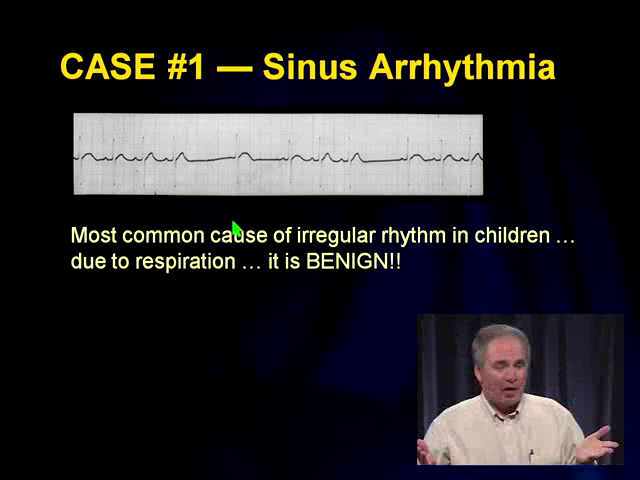 CASE #1 — Sinus Arrhythmia
Most common cause of irregular rhythm in children …
due to respiration … it is BENIGN!!